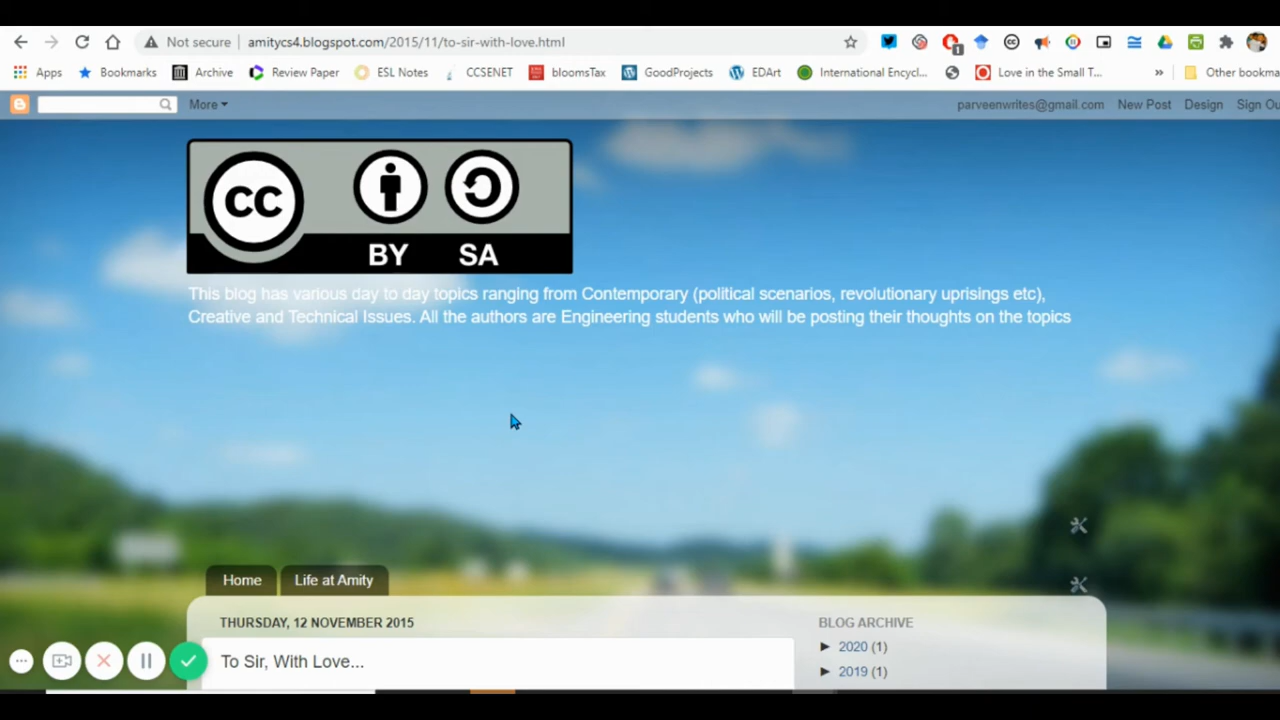 Not secure amitycs4.blogspot.com/2015/11/to-sir-with-love.html
Apps Bookmarks Archive Review Paper ESL Notes CCSENET bloomsTax GoodProjects EDArt International Encycl... Love in the Small T... » Other bookma
More parveenwrites@gmail.com New Post Design Sign Ou
cc
BY SA
This blog has various day to day topics ranging from Contemporary (political scenarios, revolutionary uprisings etc),
Creative and Technical Issues. All the authors are Engineering students who will be posting their thoughts on the topics
Home Life at Amity
THURSDAY, 12 NOVEMBER 2015
BLOG ARCHIVE
► 2020 (1)
To Sir, With Love...
► 2019 (1)